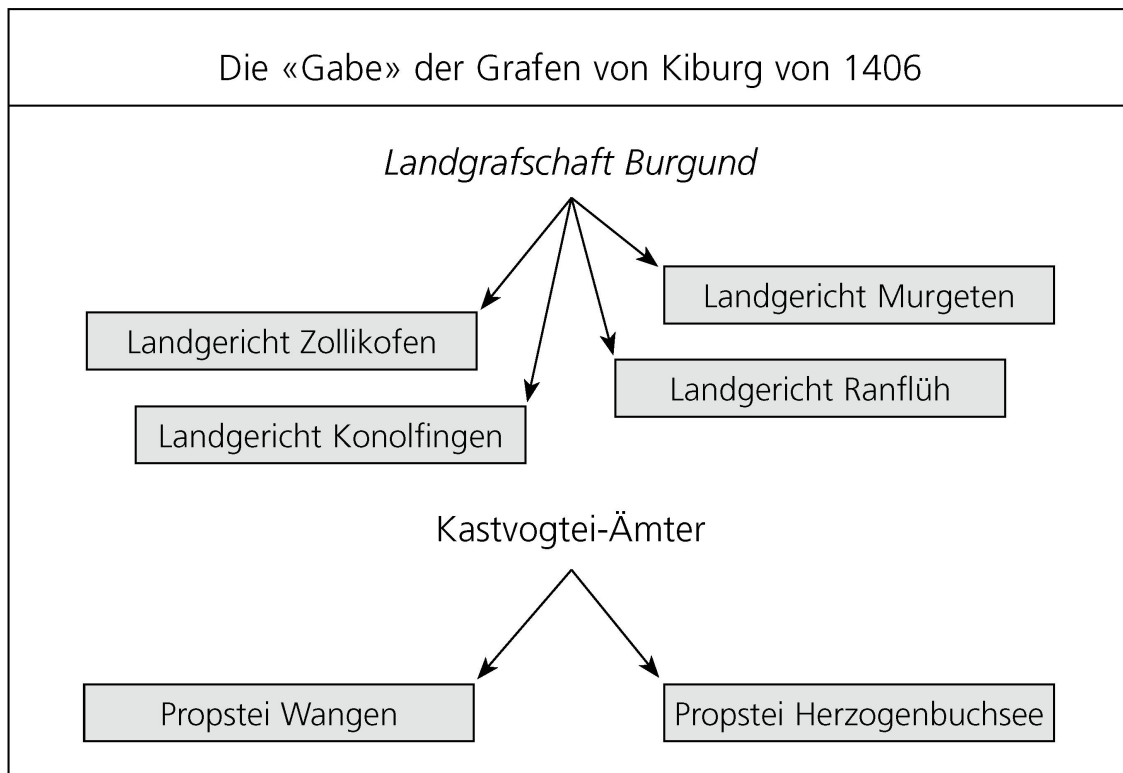 Die «Gabe» der Grafen von Kiburg von 1406
Landgrafschaft Burgund
Landgericht Murgeten
Landgericht Zollikofen
Landgericht Ranflüh
Landgericht Konolfingen
Kastvogtei-Ämter
Propstei Wangen
Propstei Herzogenbuchsee